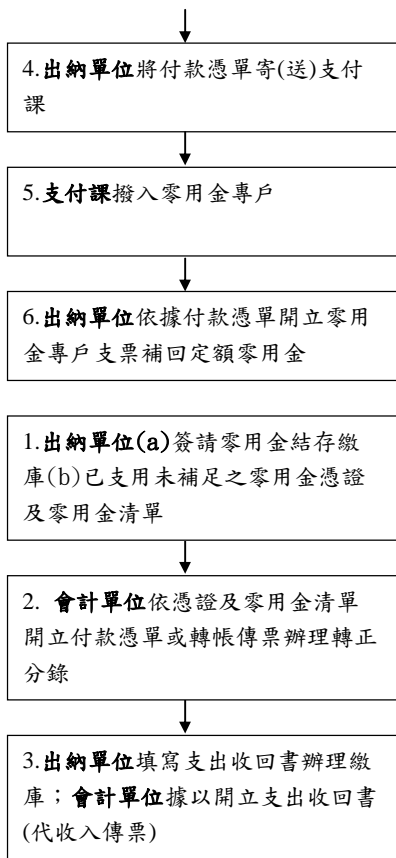 4.出納單位將付款憑單寄(送)支付
課
5.支付課撥入零用金專戶
6.出納單位依據付款憑單開立零用
金專戶支票補回定額零用金
1.出納單位(a)簽請零用金結存繳
庫(b)已支用未補足之零用金憑證
及零用金清單
2. 會計單位依憑證及零用金清單
開立付款憑單或轉帳傳票辦理轉正
分錄
3.出納單位填寫支出收回書辦理繳
庫；會計單位據以開立支出收回書
(代收入傳票)